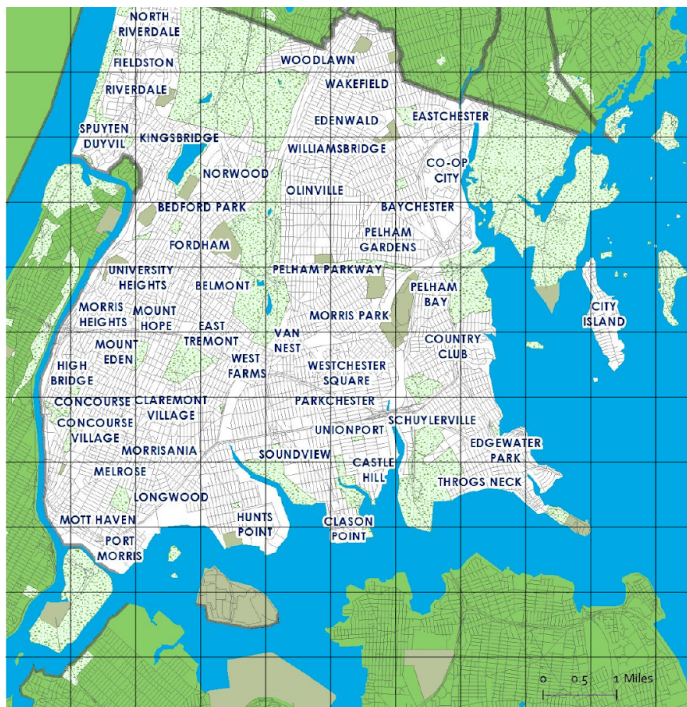 NORTH
RIVERDALE
WOODLAWN
FIELDSTON
WAKEFIELD
RIVERDALE
EDENWALD
EASTCHESTER
SPUYTEN
DUYVIL
KINGSBRIDGE
WILLIAMSBRIDGE
NORWOOD
CO-OP
CITY
OLINVILLE
BEDFORD PARK
BAYCHESTER
FORDHAM
PELHAM
GARDENS
UNIVERSITY
HEIGHTS
BELMONT
PELHAM PARKWAY
PELHAM
BAY
MORRIS
HEIGHTS
MOUNT
HOPE
MORRIS PARK
CITY
ISLAND
EAST
TREMONT
VAN
NEST
MOUNT
EDEN
COUNTRY
CLUB
WEST
FARMS
HIGH
BRIDGE
WESTCHESTER
SQUARE
CONCOURSE
CLAREMONT
VILLAGE
PARKCHESTER
CONCOURSE
VILLAGE
UNIONPORT
SCHUYLERVILLE
MORRISANIA
SOUNDVIEW
EDGEWATER
PARK
MELROSE
CASTLE
HILL
THROGS NECK
LONGWOOD
MOTT HAVEN
HUNTS
POINT
CLASON
POINT
PORT
MORRIS
0 0.5 1 Miles